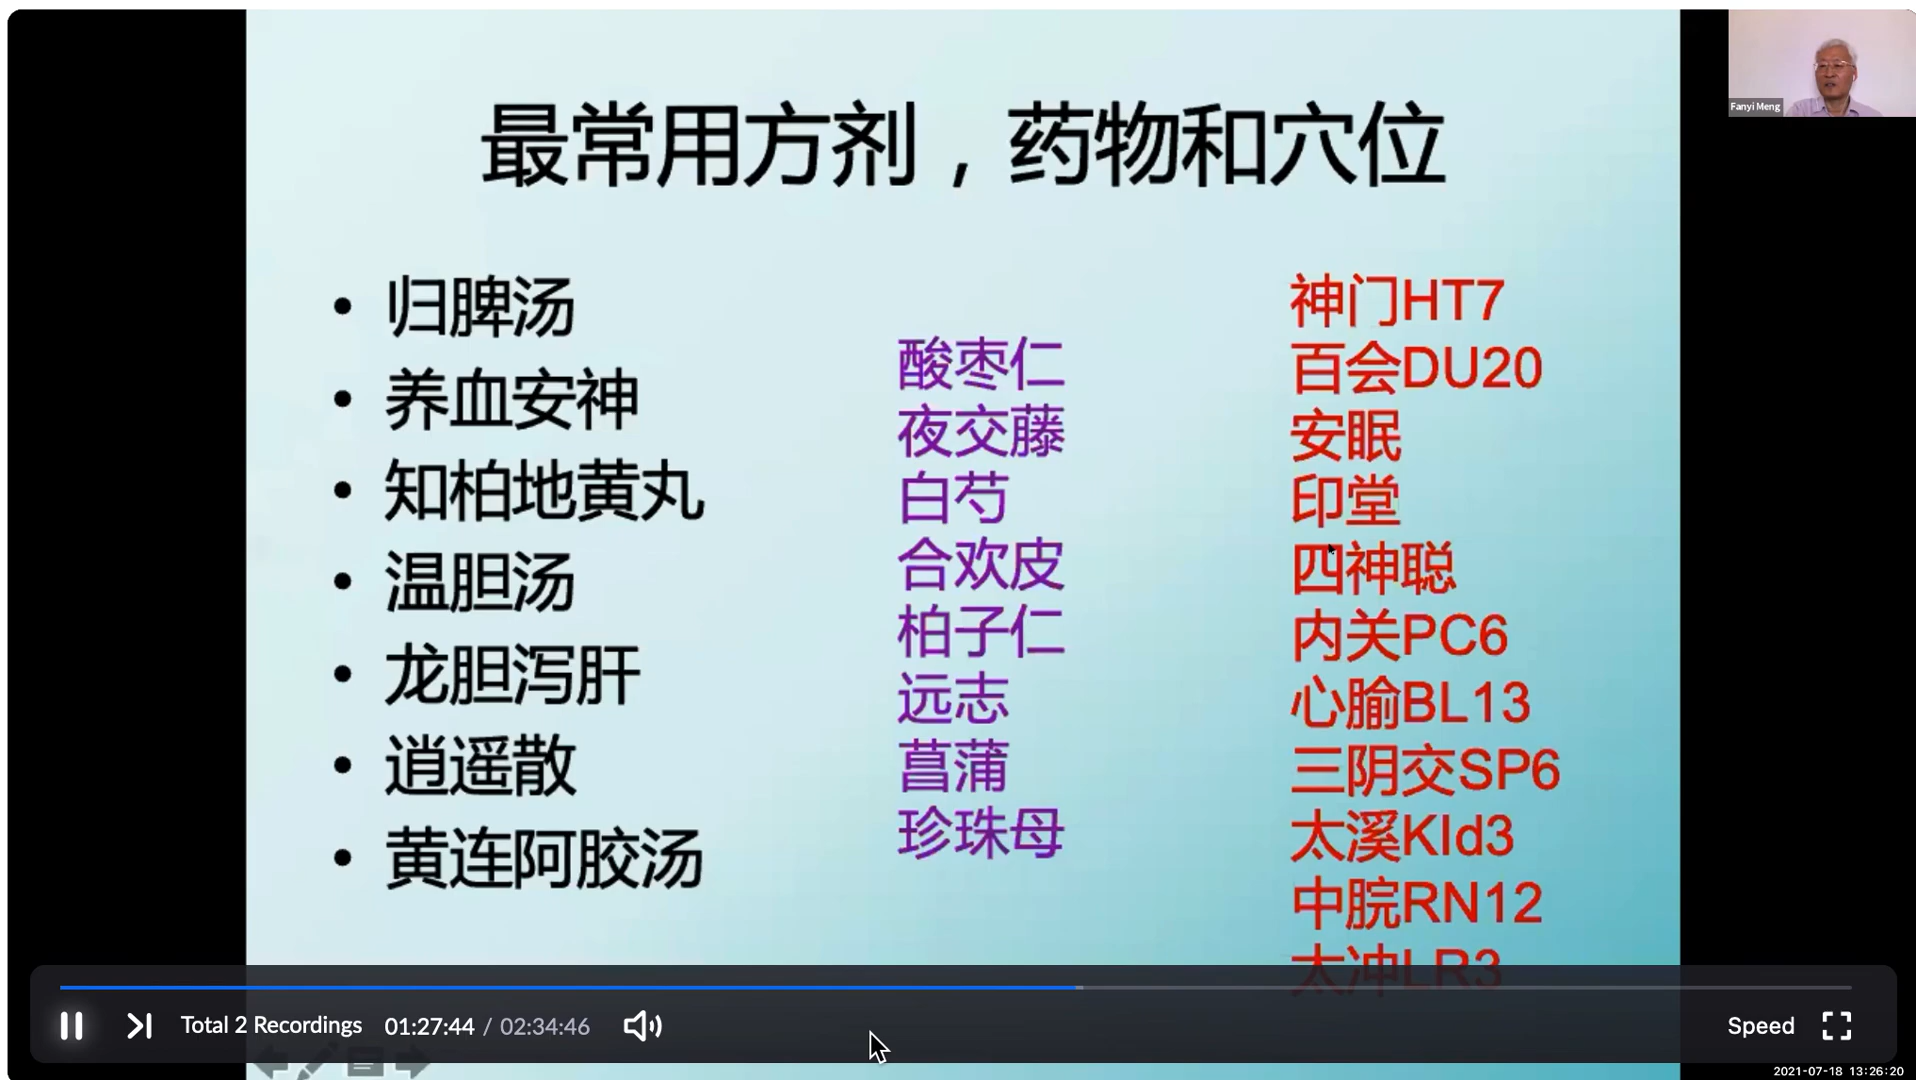 Fanyi Meng
最常用方剂，药物和穴位
• 归脾汤
• 养血安神
• 知柏地黄丸
• 温胆汤
• 龙胆泻肝
• 逍遥散
• 黄连阿胶汤
酸枣仁
夜交藤
白芍
合欢皮
柏子仁
远志
菖蒲
珍珠母
神门HT7
百会DU20
安眠
印堂
四神聪
内关PC6
心腧BL13
三阴交SP6
太溪KId3
中脘RN12
太冲LR3
Total 2 Recordings 01:27:44 / 02:34:46
Speed
2021-07-18 13:26:20